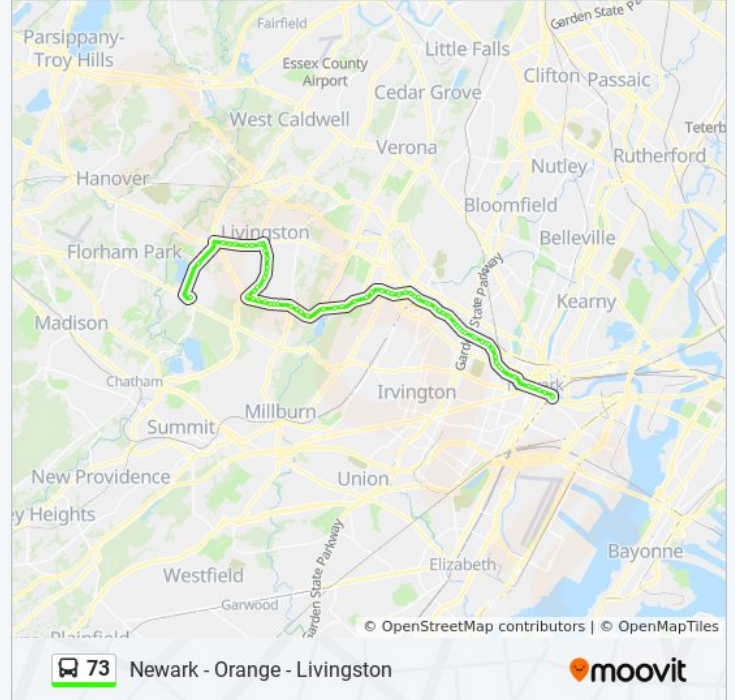 Fairfield
Garden State
Parsippany-
Troy Hills
Little Falls
Essex County
Airport
Clifton
Passaic
Cedar Grove
West Caldwell
Teterb
Verona
Rutherford
Nutley
Hanover
Bloomfield
Livingston
Belleville
Florham Park
Garden State Parkway
Kearny
Madison
Chatham
ark
Irvington
Millburn
Summit
New Providence
Union
ey Heights
Garden State Parkway
Bayonne
Elizabeth
Westfield
Garwood
Plainfield
© OpenStreetMap contributors | © OpenMapTiles
73 Newark - Orange - Livingston
moovit